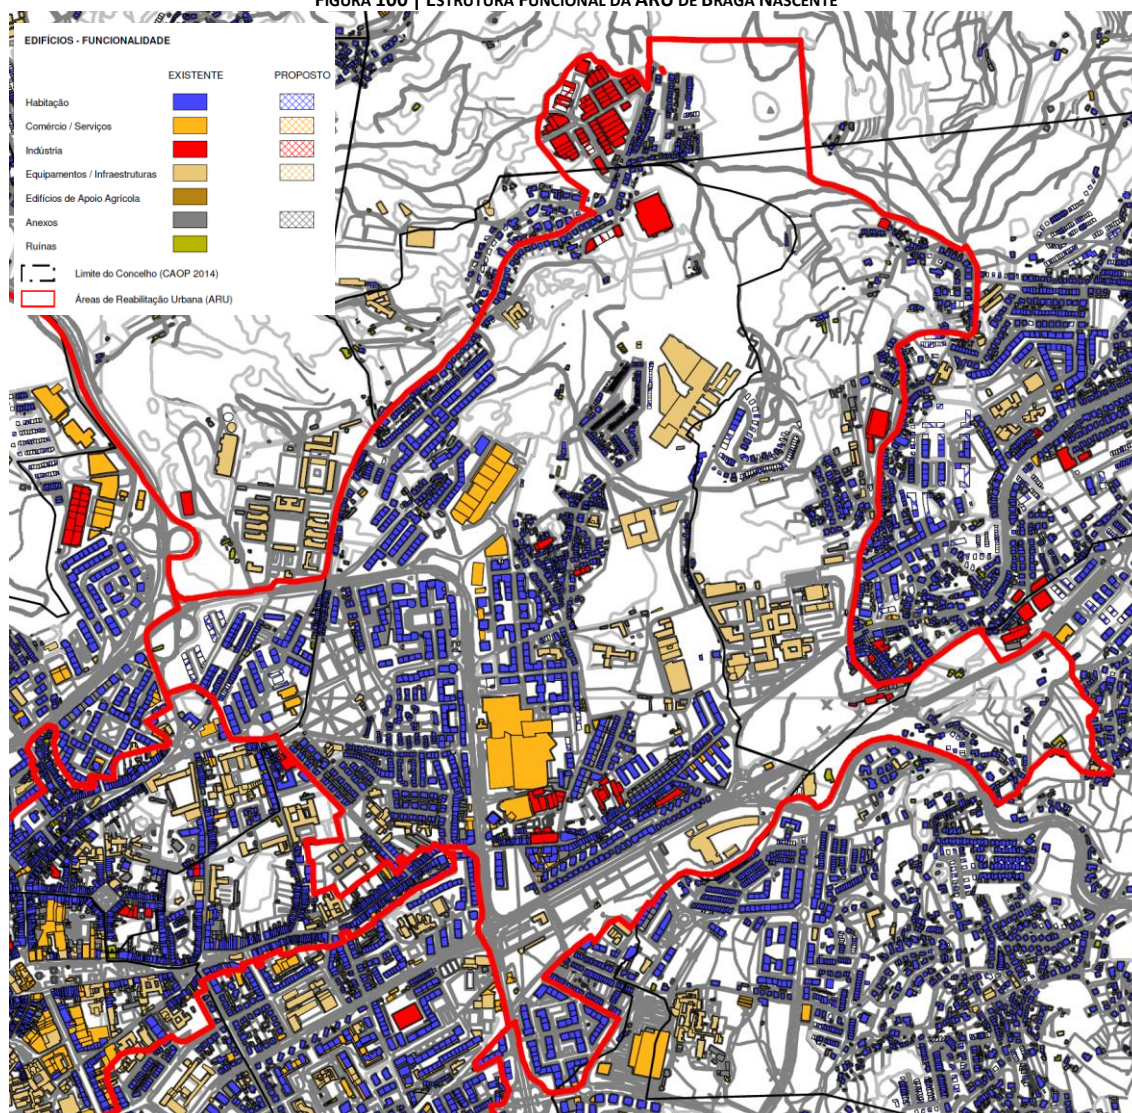 FIGURA 100 | ESTRUTURA FUNCIONAL DA ARU DE BRAGA NASCENTE
EDIFÍCIOS - FUNCIONALIDADE
EXISTENTE PROPOSTO
Habitação
Comércio / Serviços
Indústria
Equipamentos / Infraestruturas
Edifícios de Apoio Agrícola
Anexos
Ruínas
Limite do Concelho (CAOP 2014)
Áreas de Reabilitação Urbana (ARU)